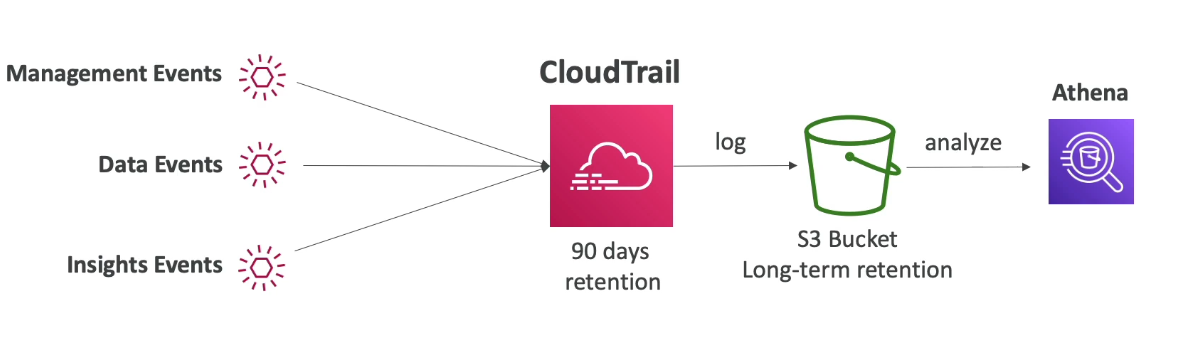 Management Events
Data Events
Insights Events
CloudTrail
90 days
retention
log
S3 Bucket
Long-term retention
analyze
Athena